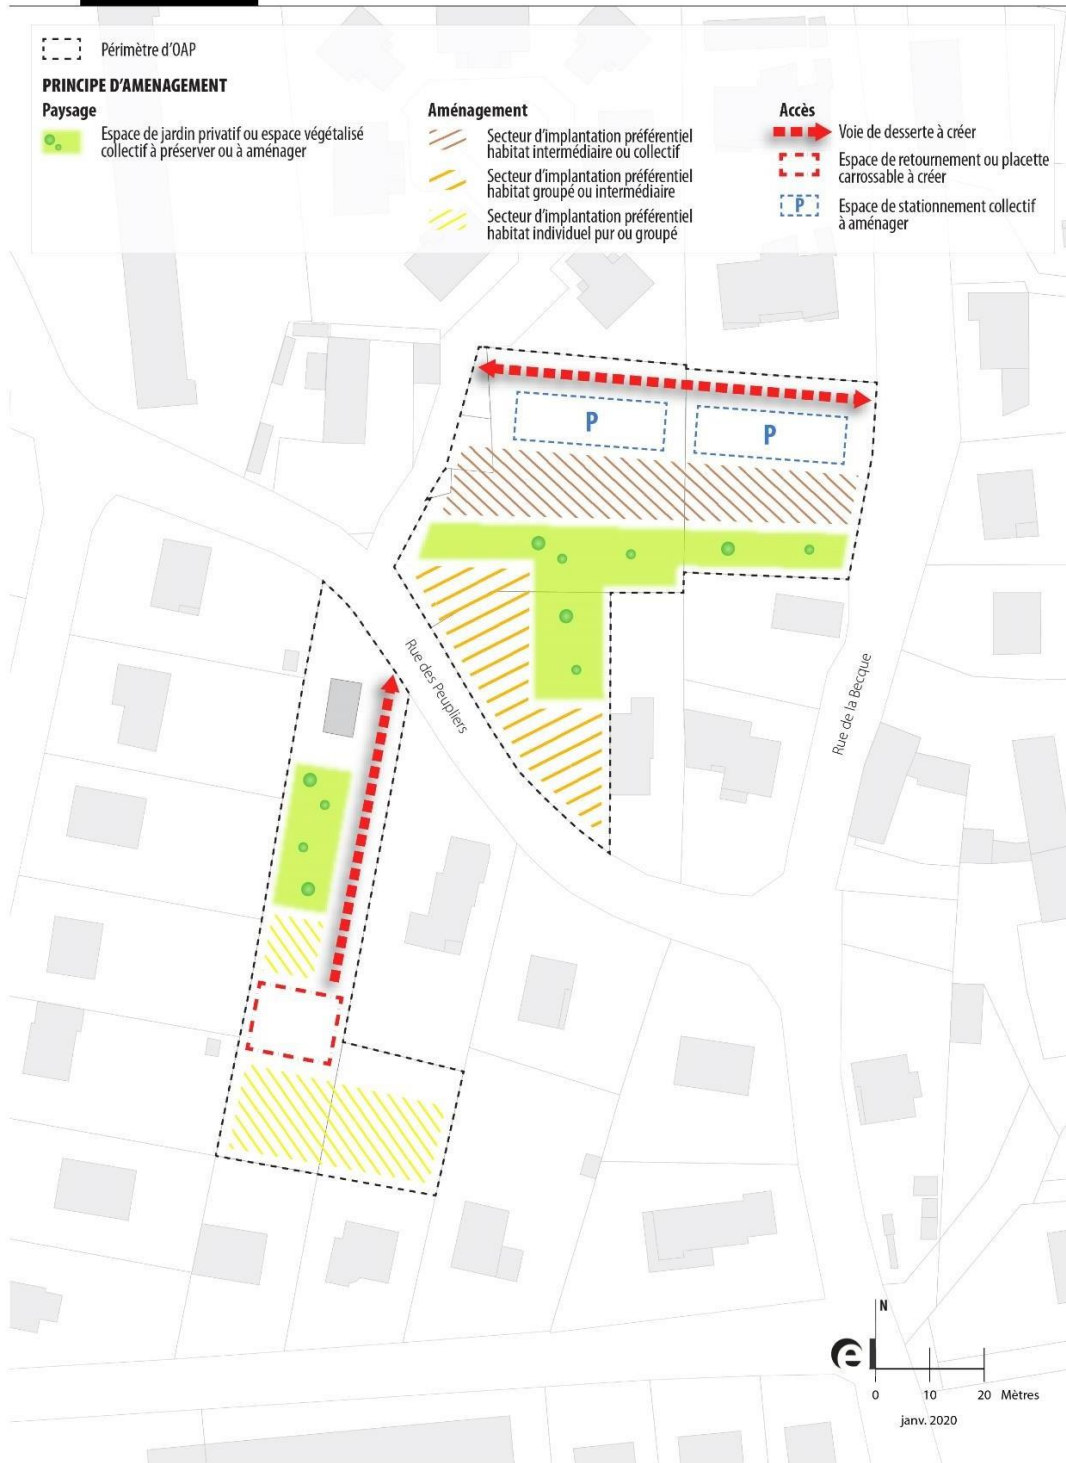 Périmètre d'OAP
PRINCIPE D'AMENAGEMENT
Paysage
Espace de jardin privatif ou espace végétalisé
collectif à préserver ou à aménager
Aménagement
Secteur d'implantation préférentiel
habitat intermédiaire ou collectif
Secteur d'implantation préférentiel
habitat groupé ou intermédiaire
Secteur d'implantation préférentiel
habitat individuel pur ou groupé
Accès
Voie de desserte à créer
Espace de retournement ou placette
carrossable à créer
P
Espace de stationnement collectif
à aménager
P
P
Rue des Peupliers
Rue de la Becque
N
e
0 10 20 Mètres
janv. 2020